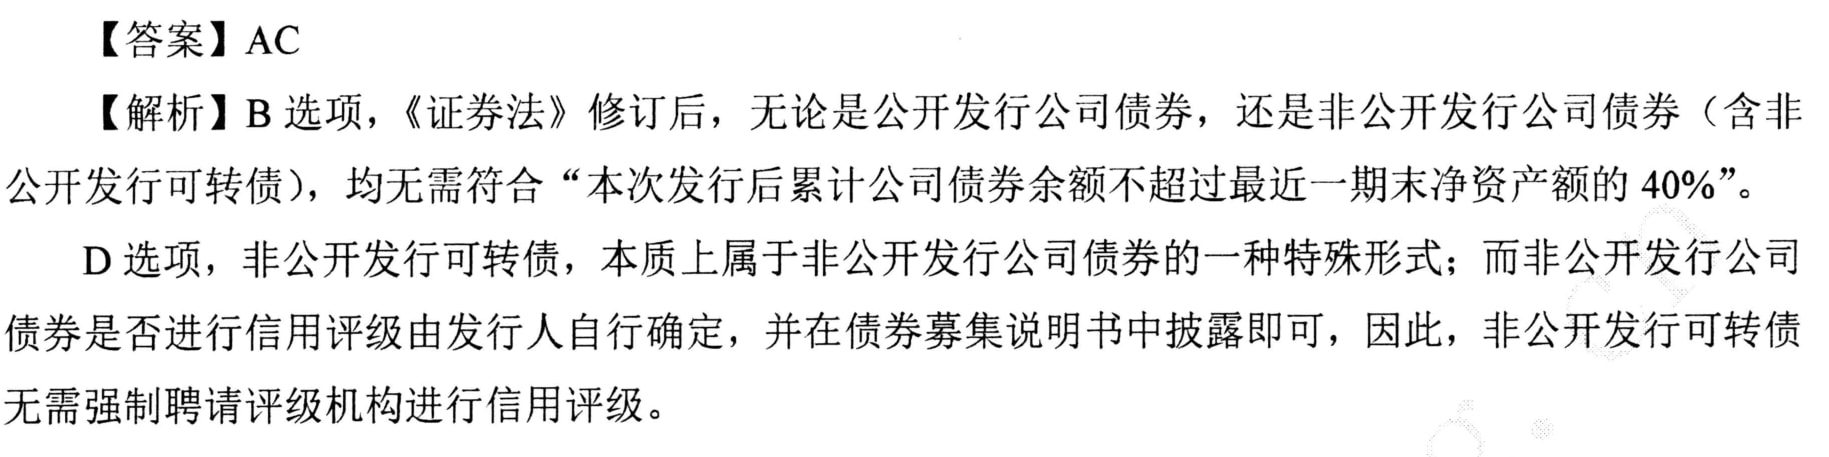 【答案】AC
【解析】B 选项，《证券法》修订后，无论是公开发行公司债券，还是非公开发行公司债券（含非
公开发行可转债），均无需符合“本次发行后累计公司债券余额不超过最近一期末净资产额的 40%”。
D 选项，非公开发行可转债，本质上属于非公开发行公司债券的一种特殊形式；而非公开发行公司
债券是否进行信用评级由发行人自行确定，并在债券募集说明书中披露即可，因此，非公开发行可转债
无需强制聘请评级机构进行信用评级。